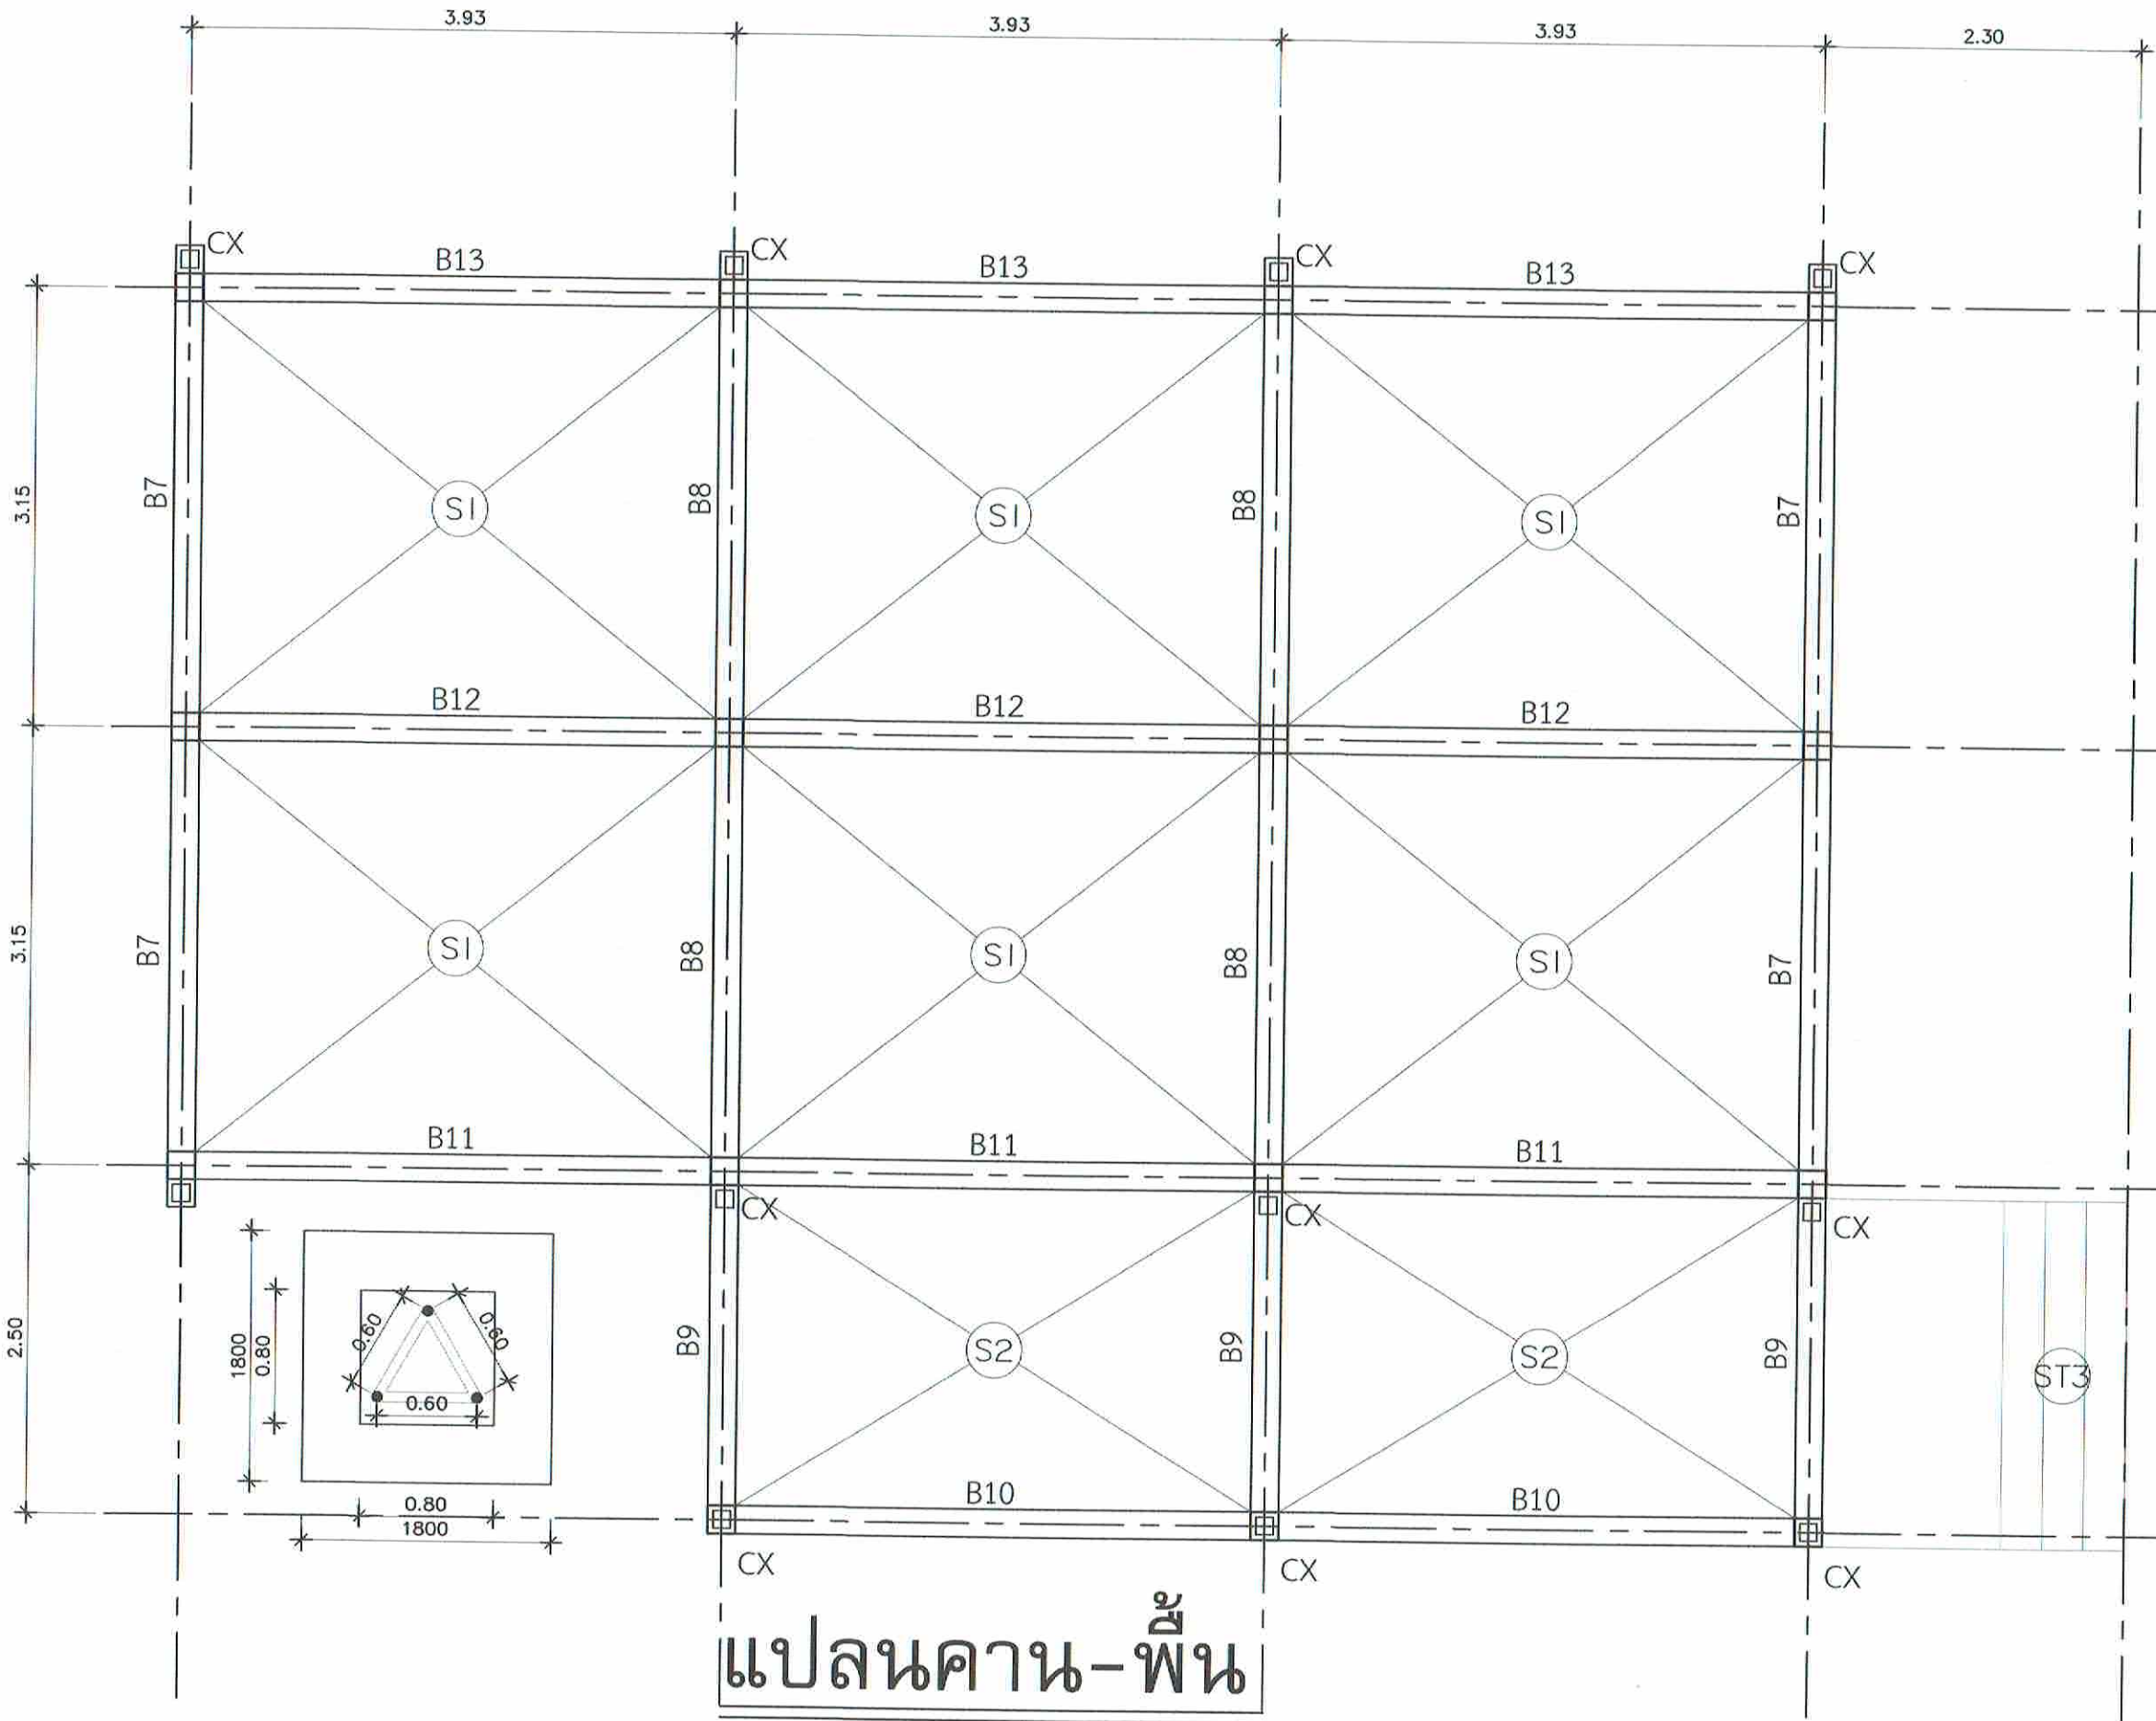 3.93
3.93
3.93
2.30
CX
CX
CX
CX
B13
B13
B13
3.15
B7
S1
B8
S1
B8
S1
B7
B12
B12
B12
3.15
B7
S1
B8
S1
B8
S1
B7
B11
B11
B11
CX
CX
CX
2.50
1800
0.80
0.60
0.60
0.60
0.80
1800
B9
S2
B9
S2
B9
ST3
B10
B10
CX
CX
CX
แปลนคาน-พื้น